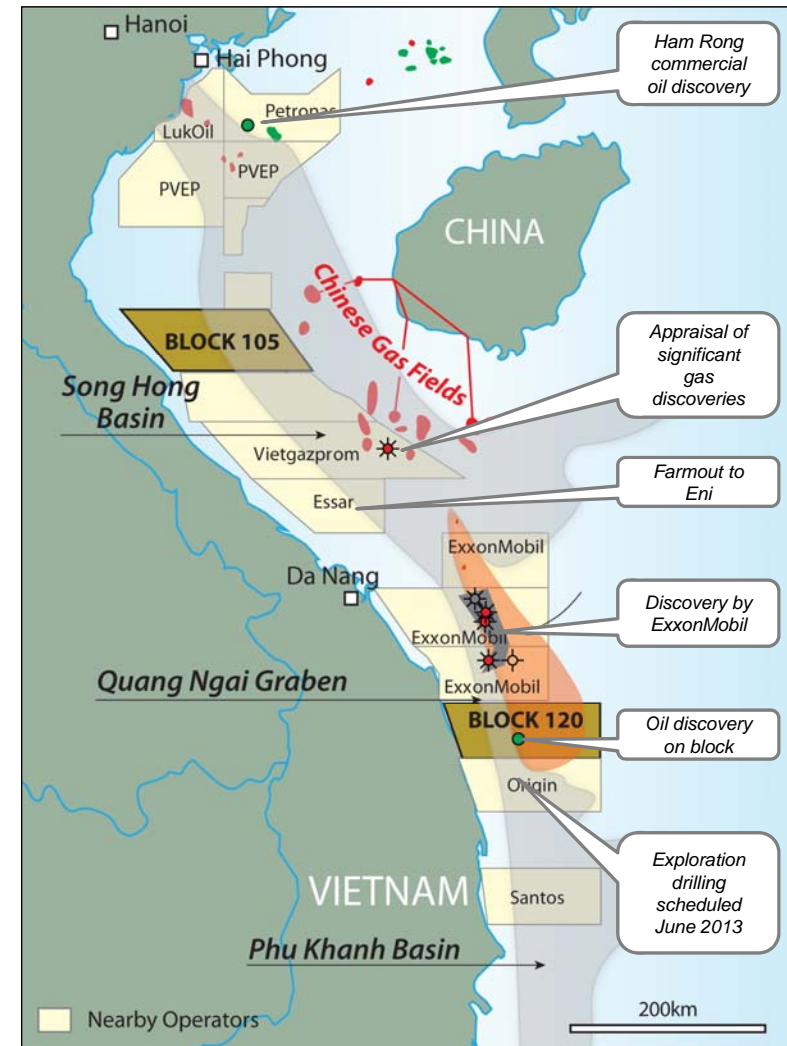 Hanoi
Hai Phong
Ham Rong
commercial
oil discovery
Petronas
LukOil
PVEP
PVEP
CHINA
Chinese Gas Fields
BLOCK 105
Appraisal of
significant
gas
discoveries
Song Hong
Basin
Vietgazprom
Farmout to
Eni
Essar
ExxonMobil
Da Nang
Discovery by
ExxonMobil
ExxonMobil
Quang Ngai Graben
ExxonMobil
BLOCK 120
Oil discovery
on block
Origin
Exploration
drilling
scheduled
June 2013
VIETNAM
Santos
Phu Khanh Basin
Nearby Operators
200km